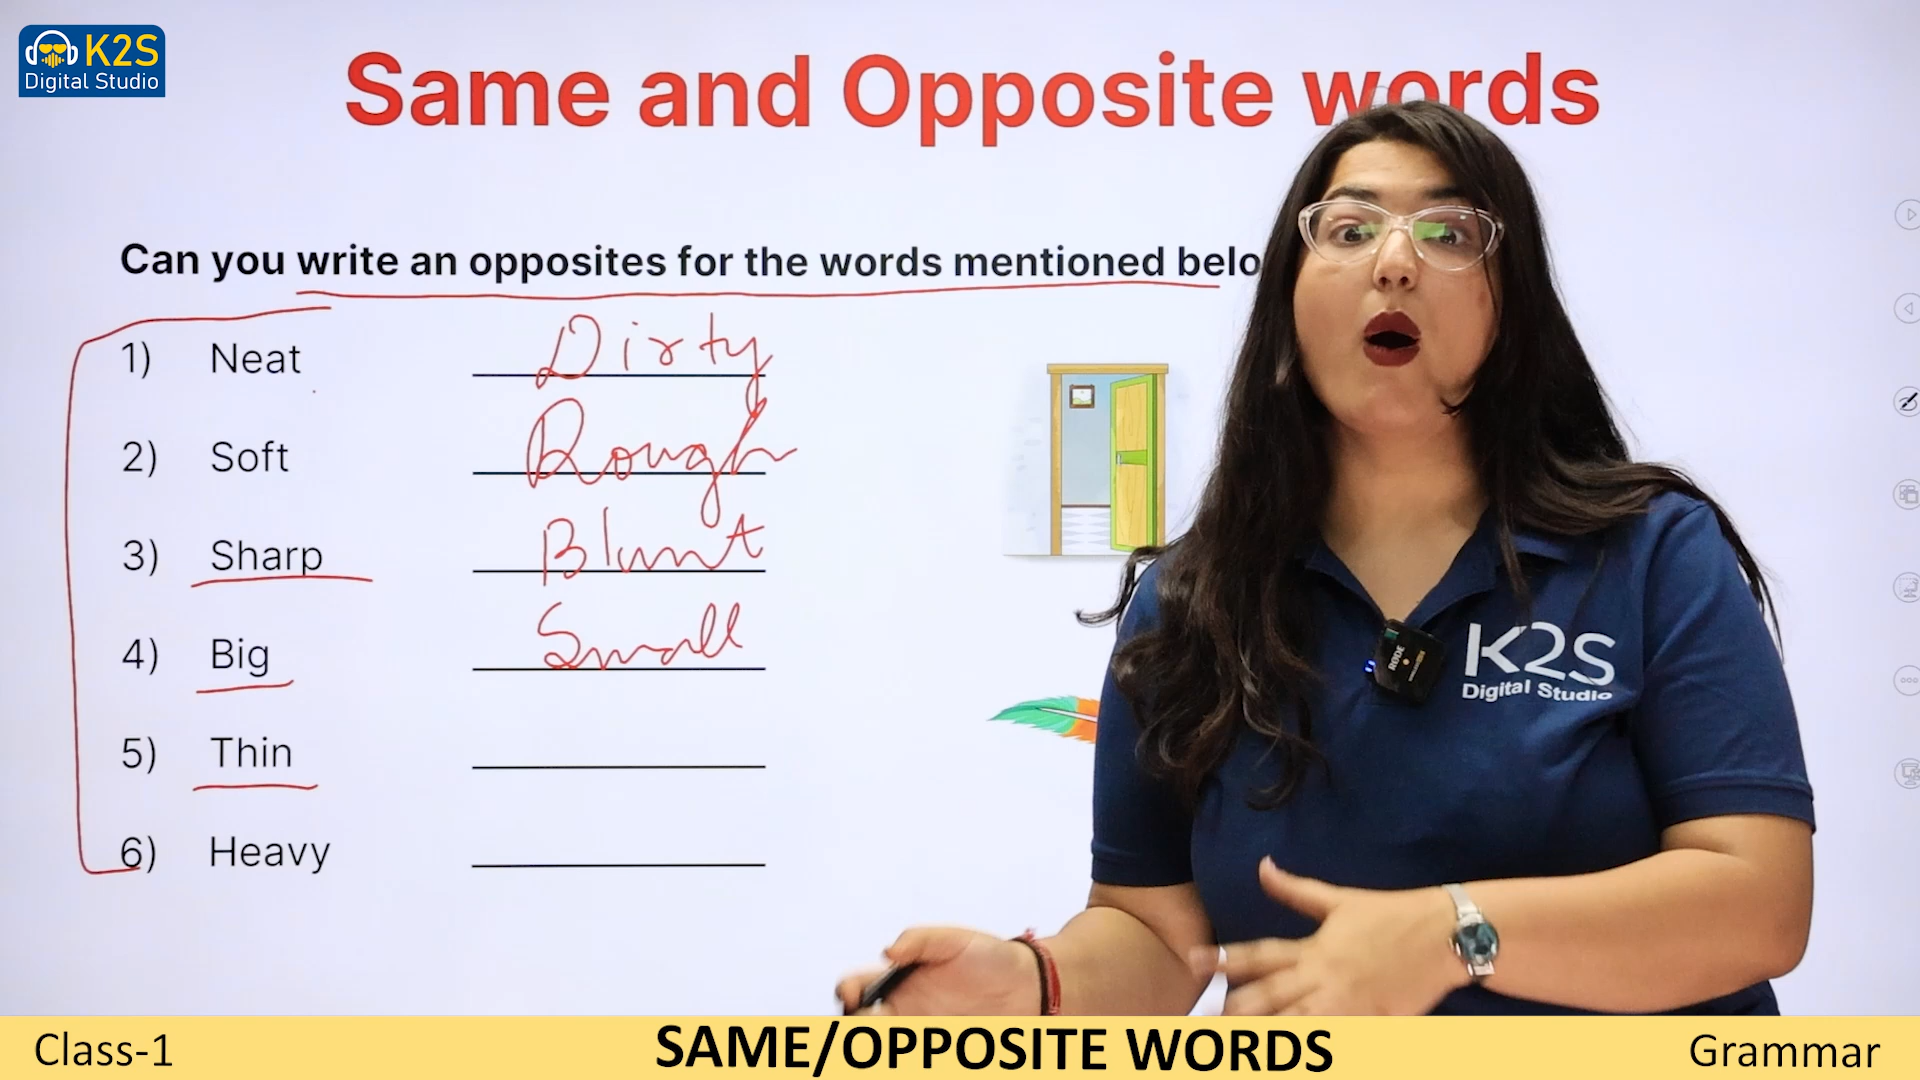 K2S
Digital Studio
Same and Opposite words
Can you write an opposites for the words mentioned belo
1) Neat Dirty
2) Soft Rough
3) Sharp Blunt
4) Big Small
5) Thin
6) Heavy
RØDE
K2S
Digital Studio
Class-1
SAME/OPPOSITE WORDS
Grammar